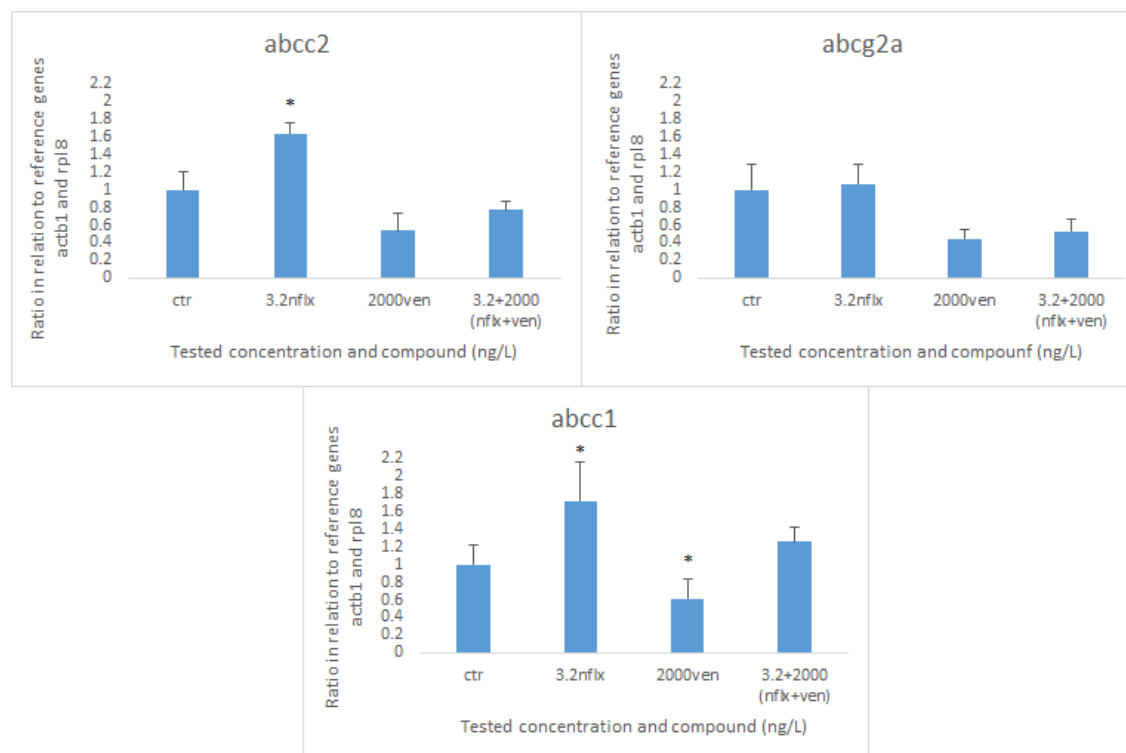 abcc2
Ratio in relation to reference genes
actb1 and rpl8
2.2
2
1.8
1.6
1.4
1.2
1
0.8
0.6
0.4
0.2
0
*
ctr 3.2nflx 2000ven 3.2+2000
(nflx+ven)
Tested concentration and compound (ng/L)
abcg2a
Ratio in relation to reference genes
actb1 and rpl8
2.2
2
1.8
1.6
1.4
1.2
1
0.8
0.6
0.4
0.2
0
ctr 3.2nflx 2000ven 3.2+2000
(nflx+ven)
Tested concentration and compounf (ng/L)
abcc1
Ratio in relation to reference genes
actb1 and rpl8
2.2
2
1.8
1.6
1.4
1.2
1
0.8
0.6
0.4
0.2
0
*
*
ctr 3.2nflx 2000ven 3.2+2000
(nflx+ven)
Tested concentration and compound (ng/L)